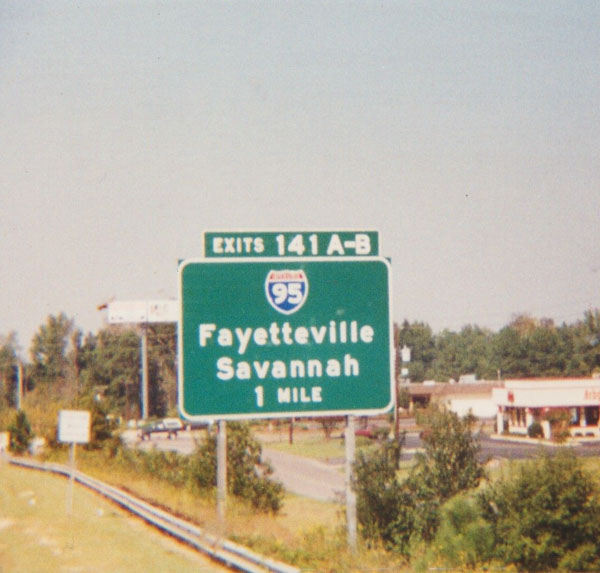 EXITS 141 A-B
95
Fayetteville
Savannah
1 MILE